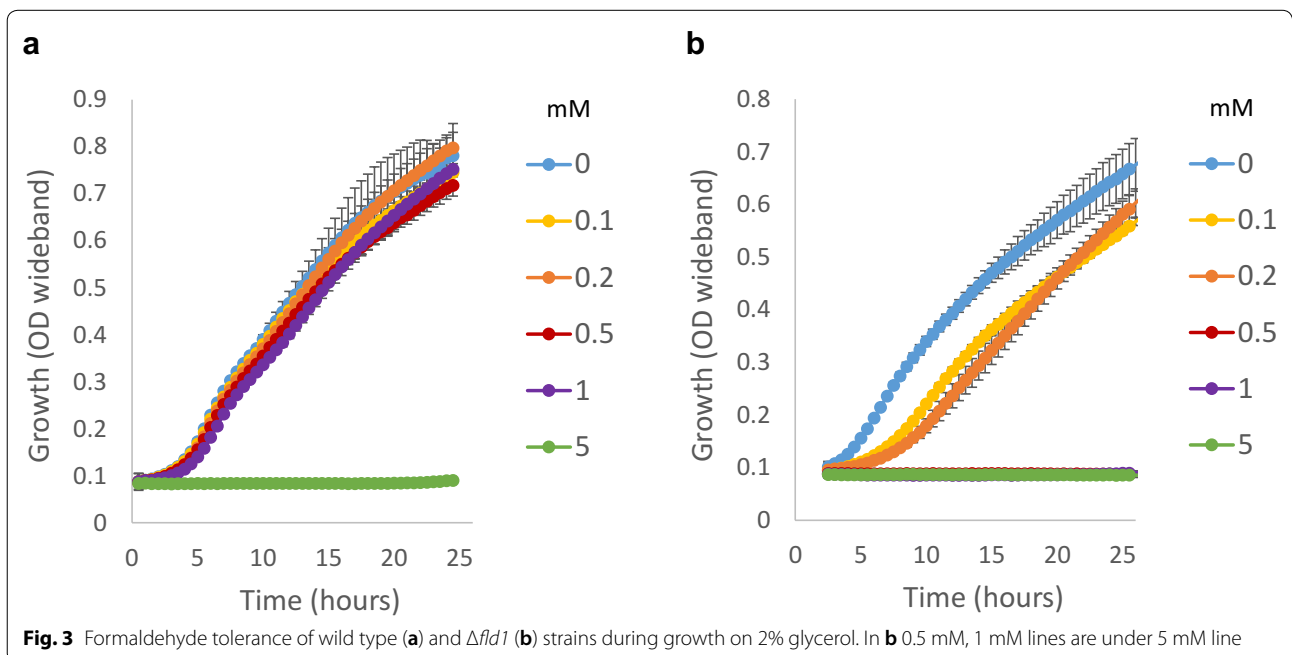 a
0.9
0.8
0.7
0.6
0.5
0.4
0.3
0.2
0.1
0
0 5 10 15 20 25
Growth (OD wideband)
Time (hours)
mM
0
0.1
0.2
0.5
1
5
b
0.8
0.7
0.6
0.5
0.4
0.3
0.2
0.1
0
0 5 10 15 20 25
Growth (OD wideband)
Time (hours)
mM
0
0.1
0.2
0.5
1
5
Fig. 3 Formaldehyde tolerance of wild type (a) and Δfld1 (b) strains during growth on 2% glycerol. In b 0.5 mM, 1 mM lines are under 5 mM line